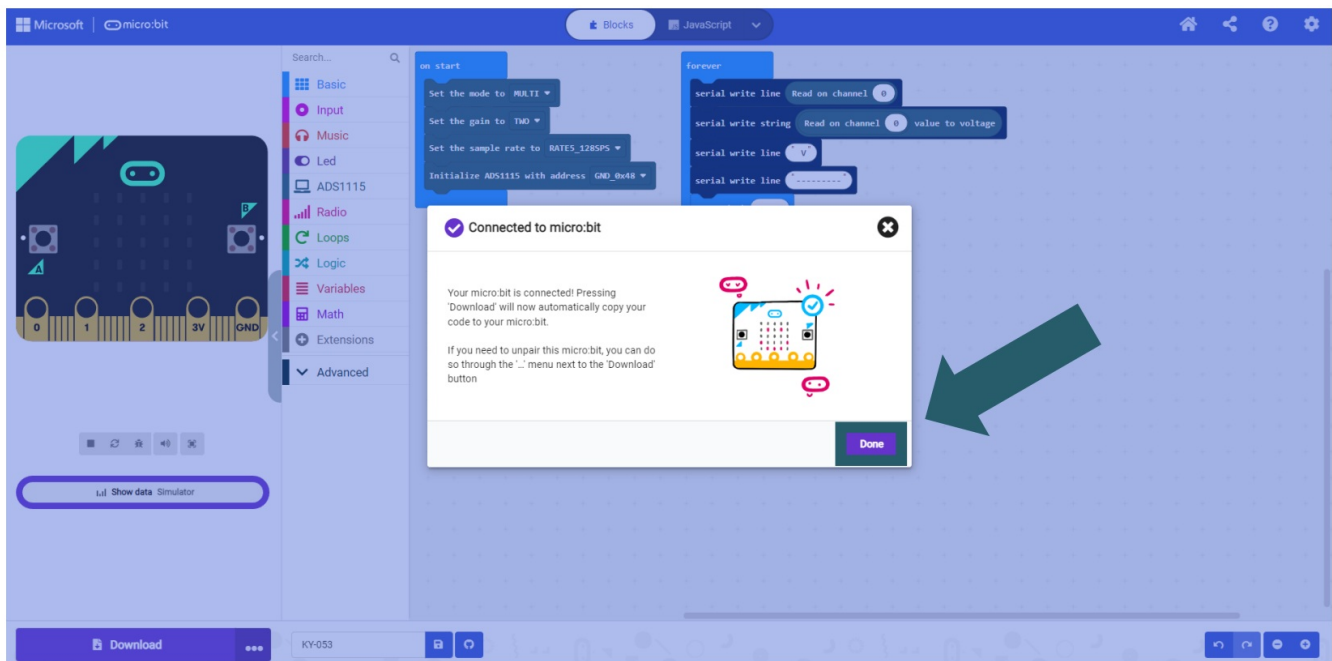 Microsoft | micro:bit
Blocks
JavaScript
Search...
Basic
Input
Music
Led
ADS1115
Radio
Loops
Logic
Variables
Math
Extensions
Advanced
A
B
0 1 2 3V GND
Show data Simulator
on start
Set the mode to MULTI
Set the gain to TWO
Set the sample rate to RATE5_128SPS
Initialize ADS1115 with address GND_0x48
forever
serial write line Read on channel 0
serial write string Read on channel 0 value to voltage
serial write line "V"
serial write line "---------"
Connected to micro:bit
Your micro:bit is connected! Pressing
'Download' will now automatically copy your
code to your micro:bit.
If you need to unpair this micro:bit, you can do
so through the '...' menu next to the 'Download'
button
Done
Download
...
KY-053